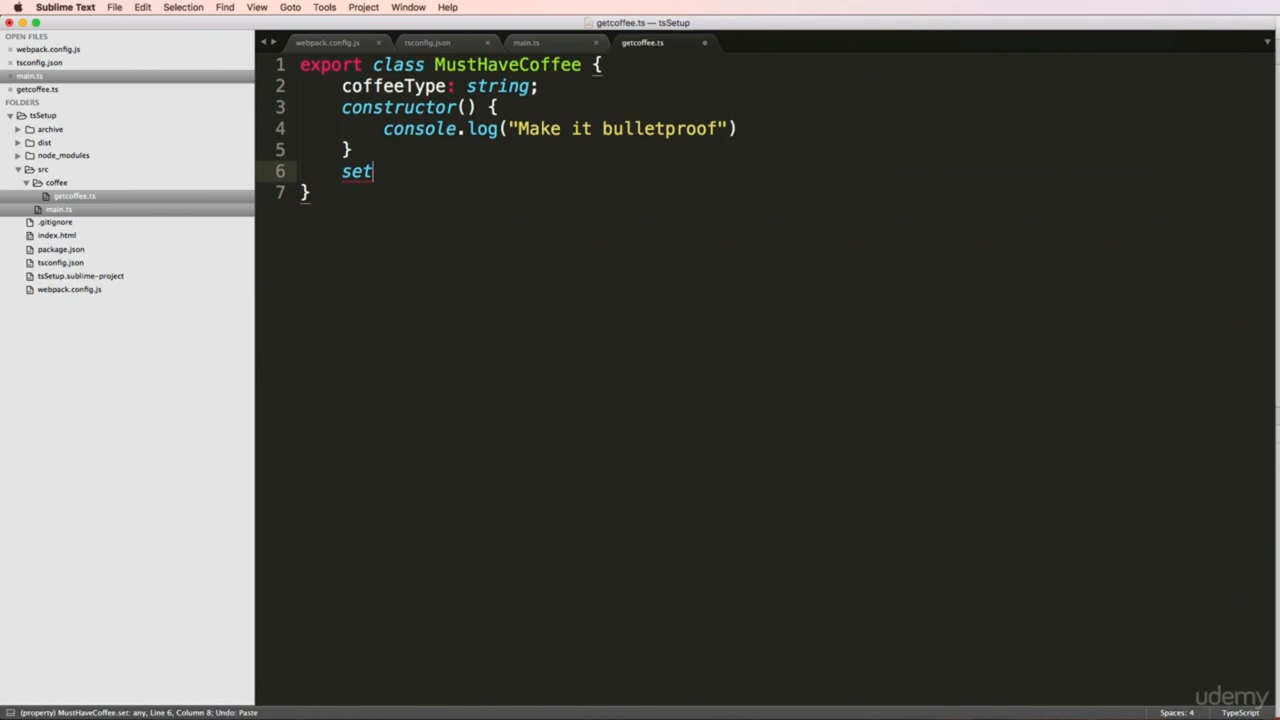 Sublime Text File Edit Selection Find View Goto Tools Project Window Help
getcoffee.ts — tsSetup
OPEN FILES
webpack.config.js
tsconfig.json
main.ts
getcoffee.ts
FOLDERS
tsSetup
archive
dist
node_modules
src
coffee
getcoffee.ts
main.ts
.gitignore
index.html
package.json
tsconfig.json
tsSetup.sublime-project
webpack.config.js
webpack.config.js tsconfig.json main.ts getcoffee.ts
1 export class MustHaveCoffee {
2 coffeeType: string;
3 constructor() {
4 console.log("Make it bulletproof")
5 }
6 set
7 }
udemy
(property) MustHaveCoffee.set: any, Line 6, Column 8; Undo: Paste
Spaces: 4 TypeScript